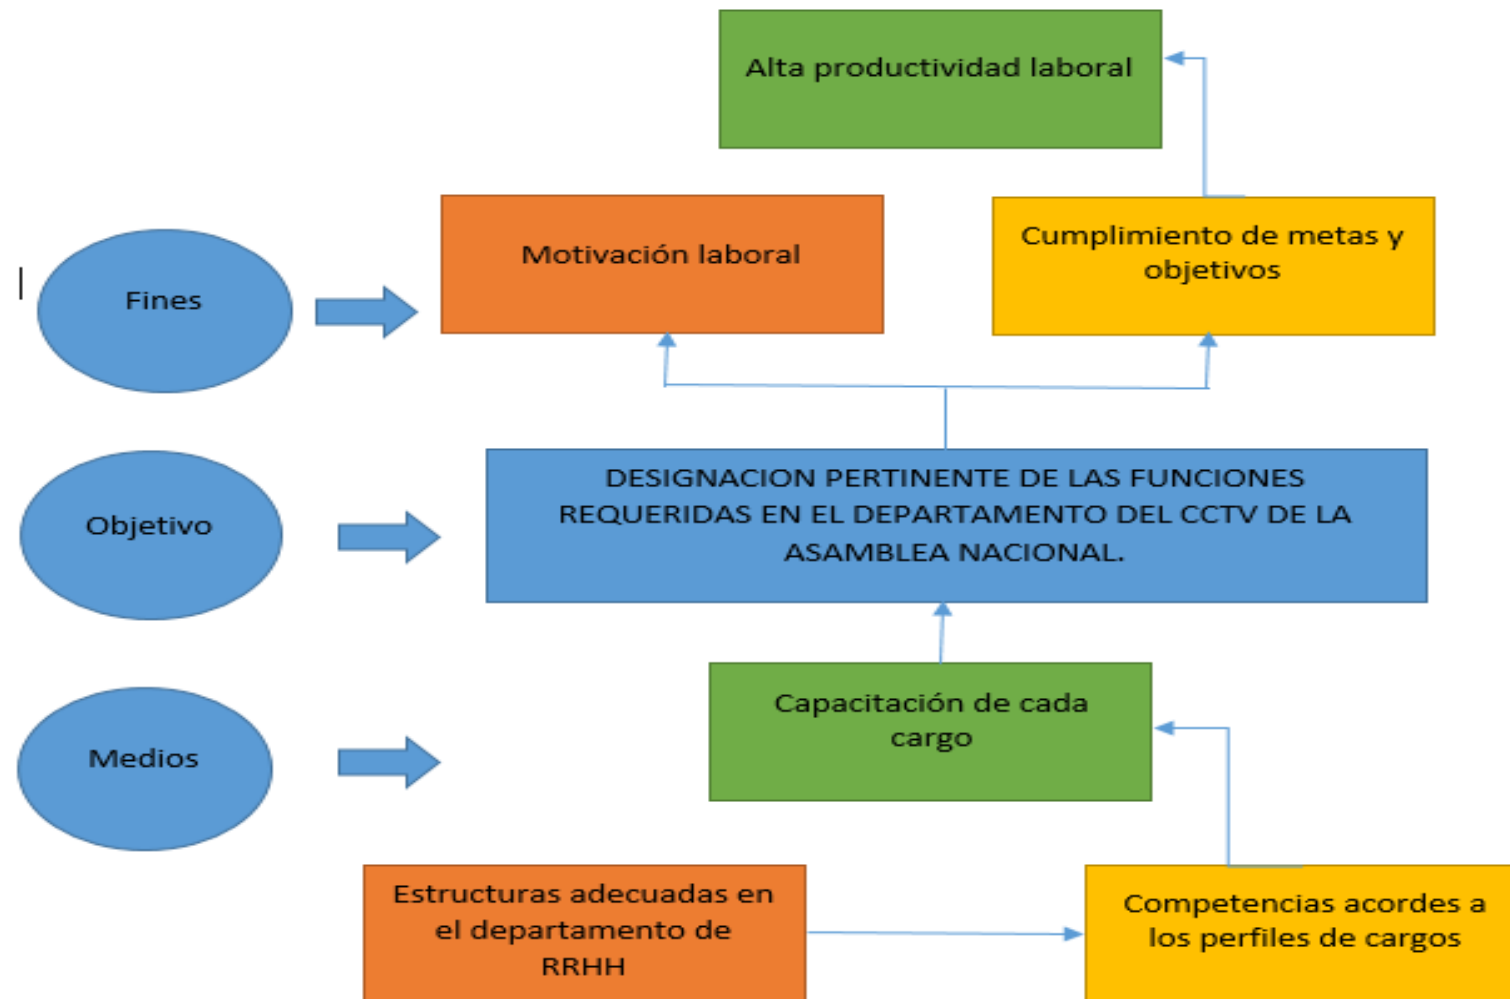 Alta productividad laboral
Motivación laboral
Cumplimiento de metas y
objetivos
Fines
DESIGNACION PERTINENTE DE LAS FUNCIONES
REQUERIDAS EN EL DEPARTAMENTO DEL CCTV DE LA
ASAMBLEA NACIONAL.
Objetivo
Capacitación de cada
cargo
Medios
Estructuras adecuadas en
el departamento de
RRHH
Competencias acordes a
los perfiles de cargos